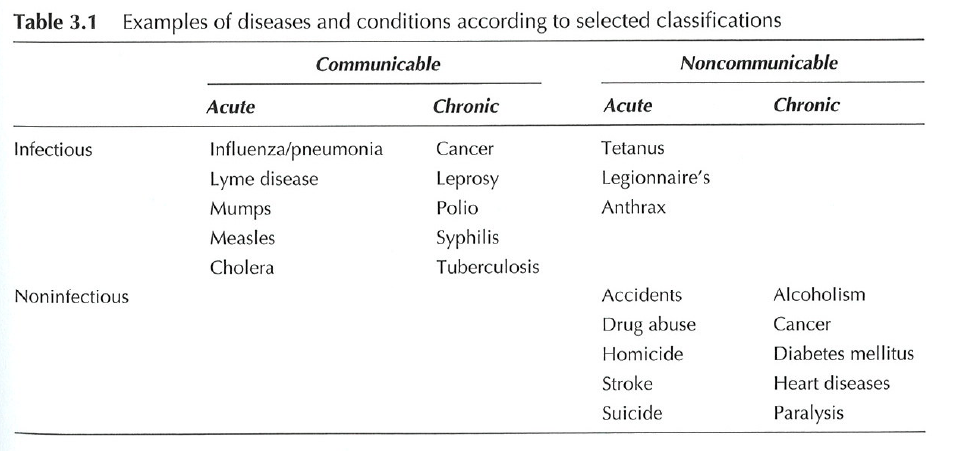 Table 3.1 Examples of diseases and conditions according to selected classifications
Communicable Noncommunicable
Acute Chronic Acute Chronic
Infectious Influenza/pneumonia Cancer Tetanus
Lyme disease Leprosy Legionnaire's
Mumps Polio Anthrax
Measles Syphilis
Cholera Tuberculosis
Noninfectious Accidents Alcoholism
Drug abuse Cancer
Homicide Diabetes mellitus
Stroke Heart diseases
Suicide Paralysis